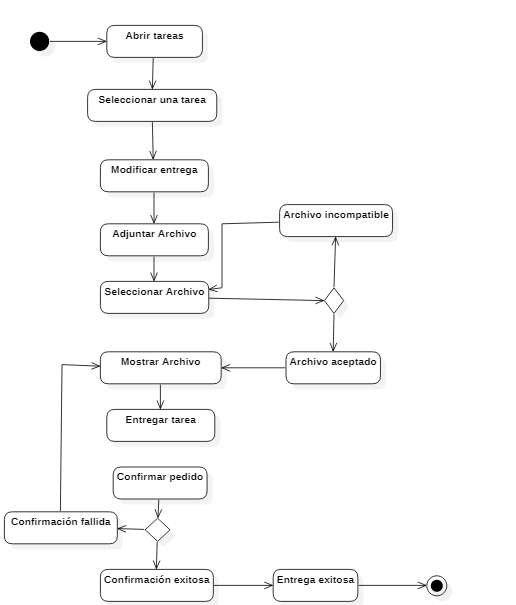 Abrir tareas
Seleccionar una tarea
Modificar entrega
Adjuntar Archivo
Archivo incompatible
Seleccionar Archivo
Mostrar Archivo
Archivo aceptado
Entregar tarea
Confirmar pedido
Confirmación fallida
Confirmación exitosa
Entrega exitosa